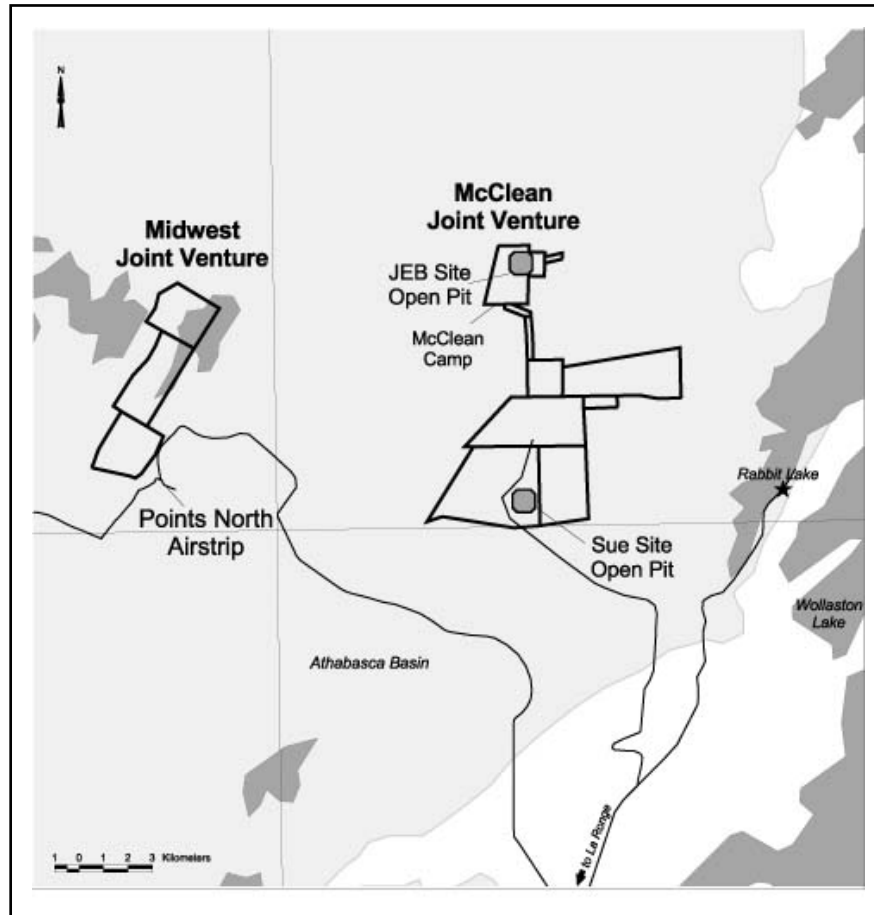 N
McClean
Joint Venture
Midwest
Joint Venture
JEB Site
Open Pit
McClean
Camp
Rabbit Lake
Points North
Airstrip
Sue Site
Open Pit
Wollaston
Lake
Athabasca Basin
to La Ronge
1 0 1 2 3 Kilometers